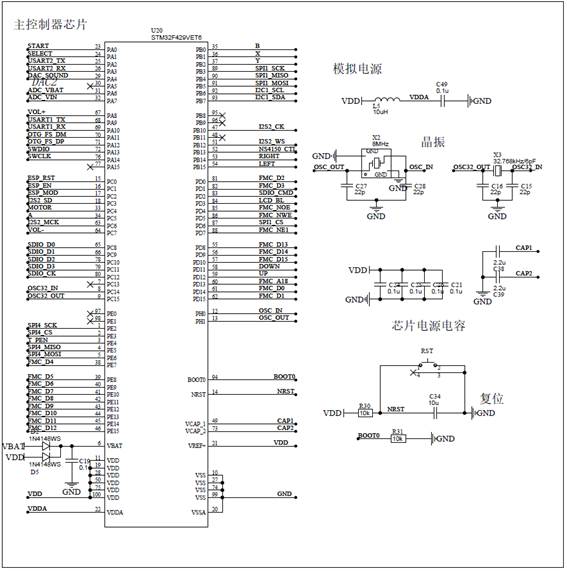 主控制器芯片
U20
STM32F429VET6
START 23 PA0 PB0 35 B
SELECT 24 PA1 PB1 36 X
USART2_TX 25 PA2 PB2 37 Y
USART2_RX 26 PA3 PB3 89 SPI1_SCK
DAC_SOUND 29 PA4 PB4 90 SPI1_MISO
DAC2 30 PA5 PB5 91 SPI1_MOSI
ADC_VBAT 31 PA6 PB6 92 I2C1_SCL
ADC_VIN 32 PA7 PB7 93 I2C1_SDA
VOL+ 67 PA8 PB8 95
USART1_TX 68 PA9 PB9 96
USART1_RX 69 PA10 PB10 47 I2S2_CK
OTG_FS_DM 70 PA11 PB11 48
OTG_FS_DP 71 PA12 PB12 51 I2S2_WS
SWDIO 72 PA13 PB13 52 NS4150_CTL
SWCLK 76 PA14 PB14 53 RIGHT
77 PA15 PB15 54 LEFT
ESP_RST 15 PC0 PD0 81 FMC_D2
ESP_EN 16 PC1 PD1 82 FMC_D3
ESP_MOD 17 PC2 PD2 83 SDIO_CMD
I2S2_SD 18 PC3 PD3 84 LCD_BL
MOTOR 33 PC4 PD4 85 FMC_NOE
A 34 PC5 PD5 86 FMC_NWE
I2S2_MCK 63 PC6 PD6 87 SPI1_CS
VOL- 64 PC7 PD7 88 FMC_NE1
SDIO_D0 65 PC8 PD8 55 FMC_D13
SDIO_D1 66 PC9 PD9 56 FMC_D14
SDIO_D2 78 PC10 PD10 57 FMC_D15
SDIO_D3 79 PC11 PD11 58 DOWN
SDIO_CK 80 PC12 PD12 59 UP
7 PC13 PD13 60 FMC_A18
OSC32_IN 8 PC14 PD14 61 FMC_D0
OSC32_OUT 9 PC15 PD15 62 FMC_D1
97 PE0 PH0 12 OSC_IN
98 PE1 PH1 13 OSC_OUT
SPI4_SCK 1 PE2
SPI4_CS 2 PE3
T_PEN 3 PE4
SPI4_MISO 4 PE5
SPI4_MOSI 5 PE6
FMC_D4 38 PE7
FMC_D5 39 PE8 BOOT0 94 BOOT0
FMC_D6 40 PE9
FMC_D7 41 PE10 NRST 14 NRST
FMC_D8 42 PE11
FMC_D9 43 PE12
FMC_D10 44 PE13
FMC_D11 45 PE14 VCAP_1 49 CAP1
FMC_D12 46 PE15 VCAP_2 73 CAP2
VBAT 1N4148WS 6 VBAT VREF+ 21 VDD
VDD 1N4148WS D5
C19 0.1
GND
11 VDD VSS 10
19 VDD VSS 27
28 VDD VSS 74
50 VDD VSS 99 GND
75 VDD
VDD 100 VDD
VDDA 22 VDDA VSSA 20
模拟电源
VDD L5 10uH VDDA C49 0.1u GND
晶振
X2 8MHz
GND GND
OSC_OUT OSC_IN
C27 22p C28 22p
GND
X3 32.768kHz/6pF
OSC32_OUT OSC32_IN
C16 22p C15 22p
GND
VDD
C24 0.1u 0.1u 0.1u C21 0.1u
GND
CAP1
2.2u
C38
CAP2
2.2u
C39
GND
芯片电源电容
RST
VDD R30 10k NRST C34 10u GND
复位
BOOT0 R31 10k GND